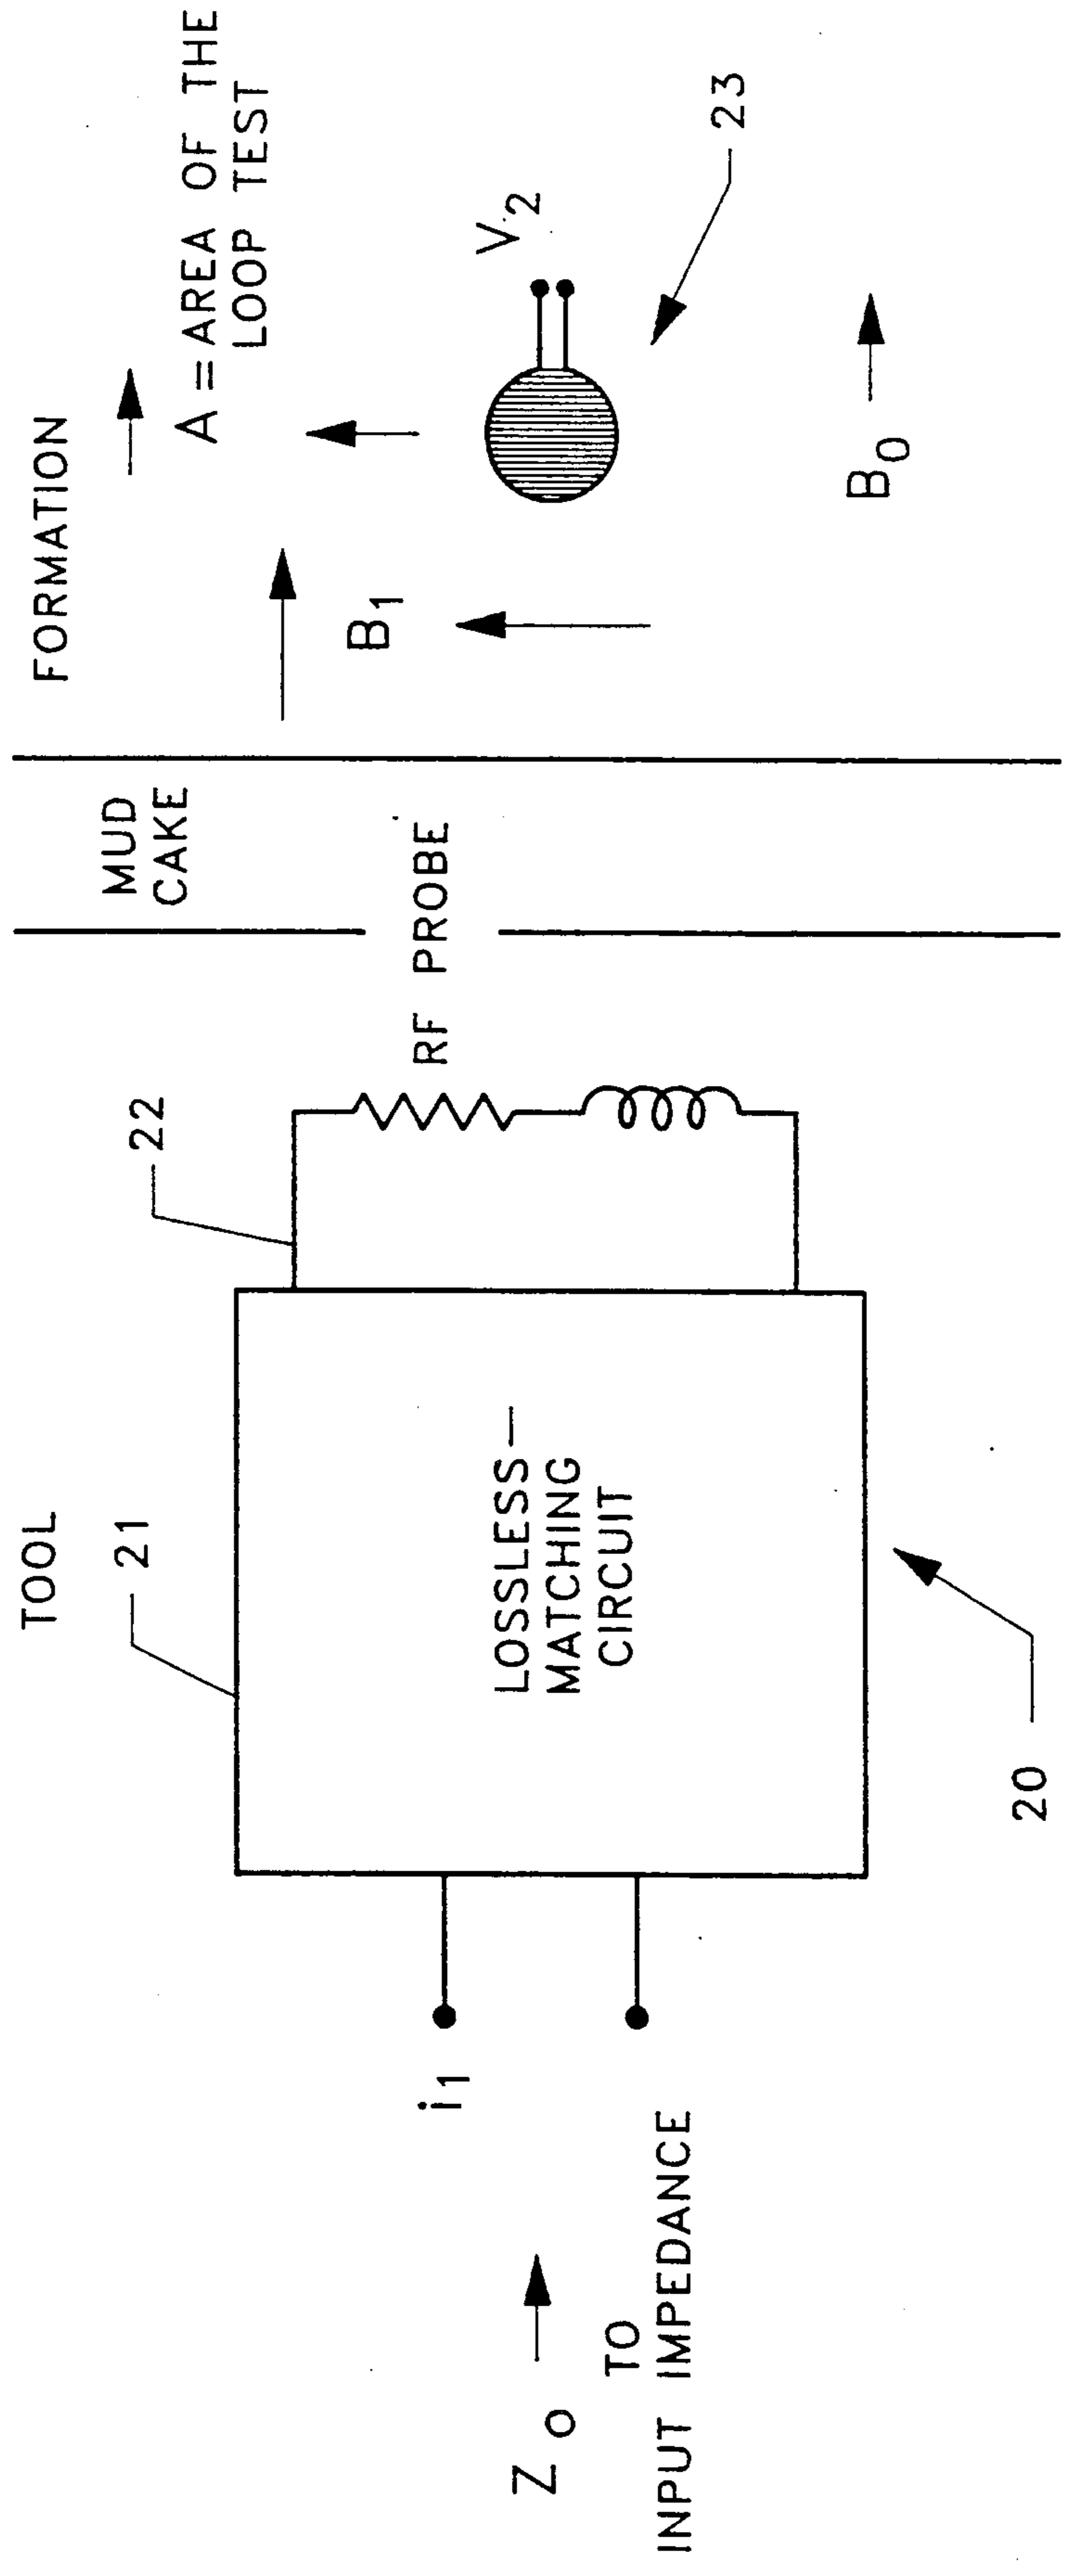 TOOL
MUD
CAKE
FORMATION
21
22
A = AREA OF THE
LOOP TEST
B1
RF PROBE
i1
V2
LOSSLESS—
MATCHING
CIRCUIT
Z0
TO
INPUT IMPEDANCE
23
B0
20